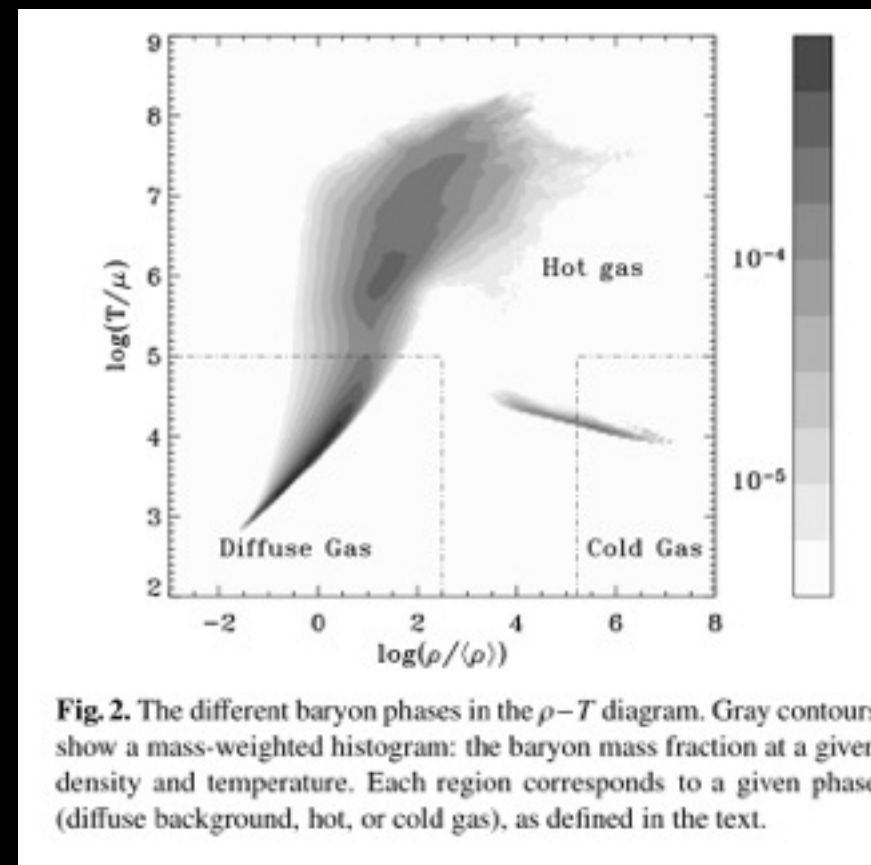 9
8
7
6
5
4
3
2
log(T/μ)
Hot gas
Diffuse Gas
Cold Gas
−2 0 2 4 6 8
log(ρ/⟨ρ⟩)
10⁻⁴
10⁻⁵
Fig. 2. The different baryon phases in the ρ−T diagram. Gray contours
show a mass-weighted histogram: the baryon mass fraction at a given
density and temperature. Each region corresponds to a given phase
(diffuse background, hot, or cold gas), as defined in the text.